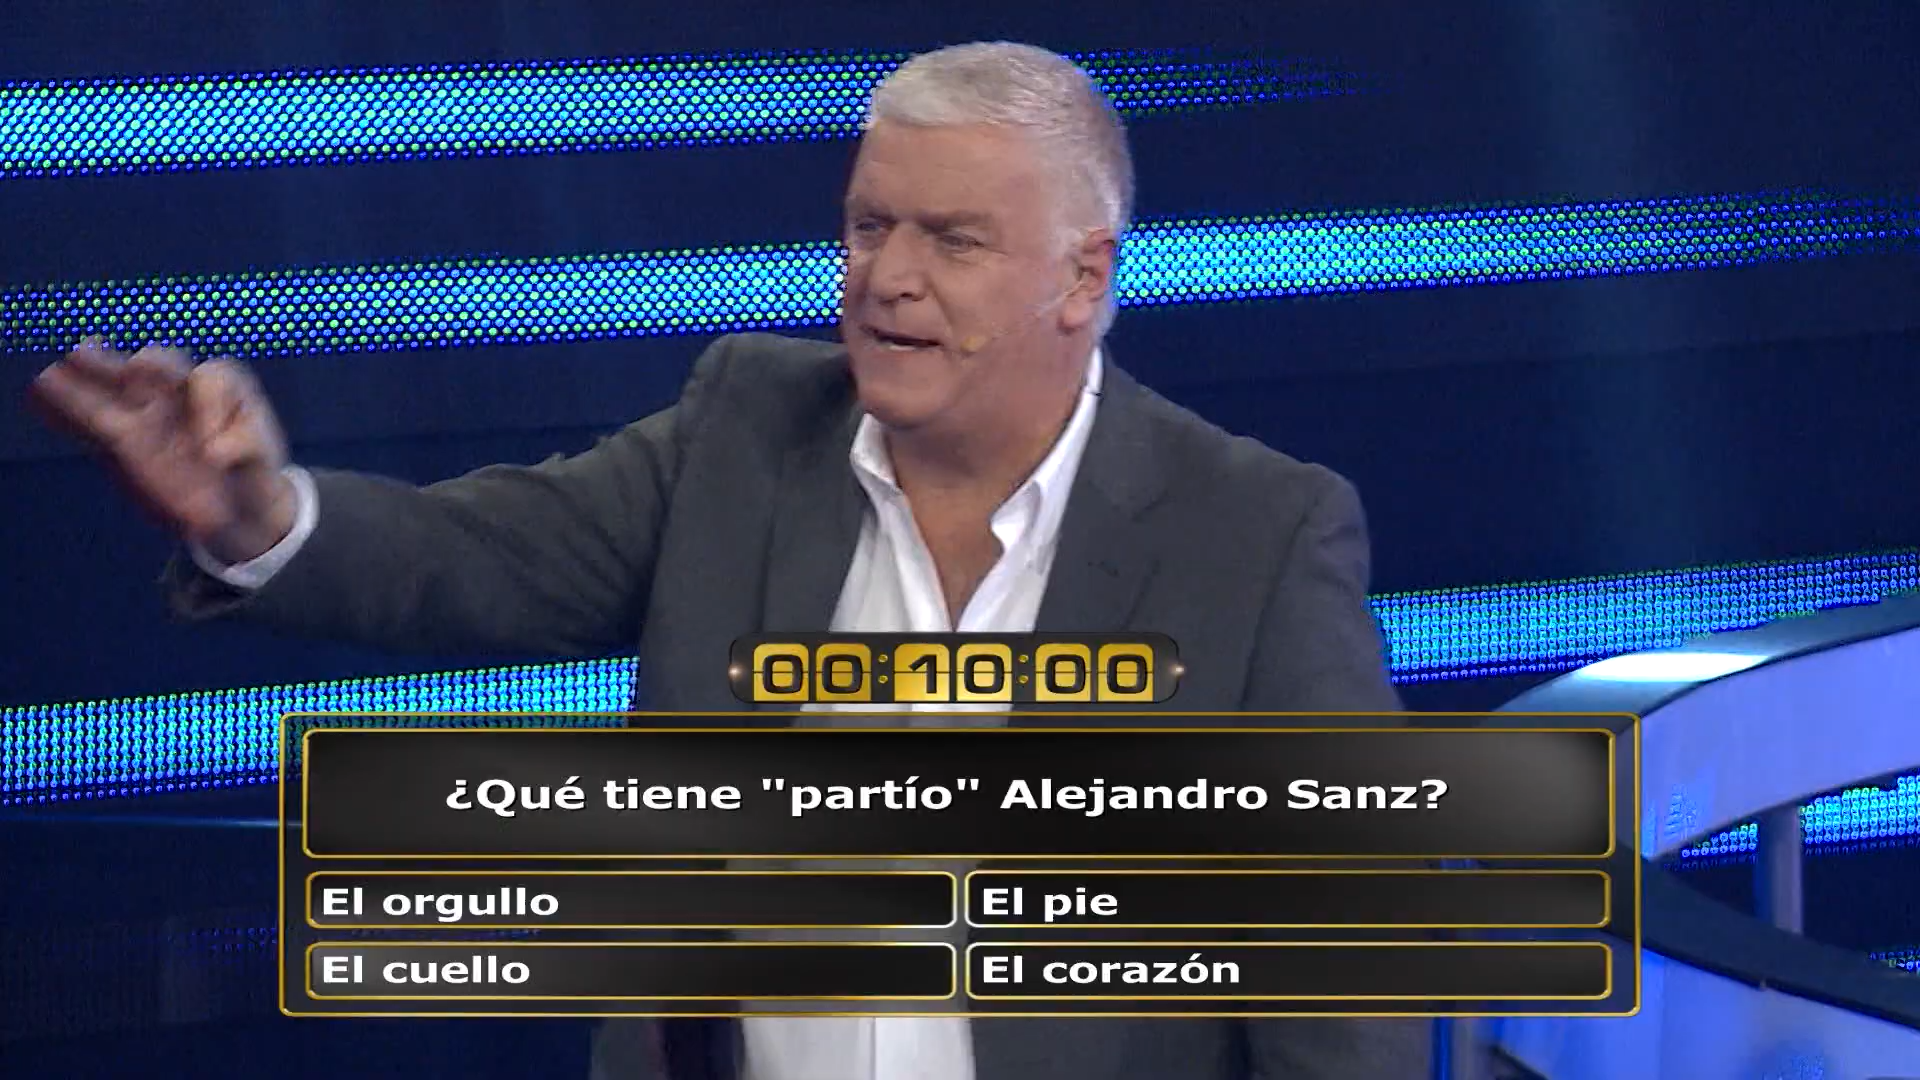 00:10:00
¿Qué tiene "partío" Alejandro Sanz?
El orgullo
El pie
El cuello
El corazón